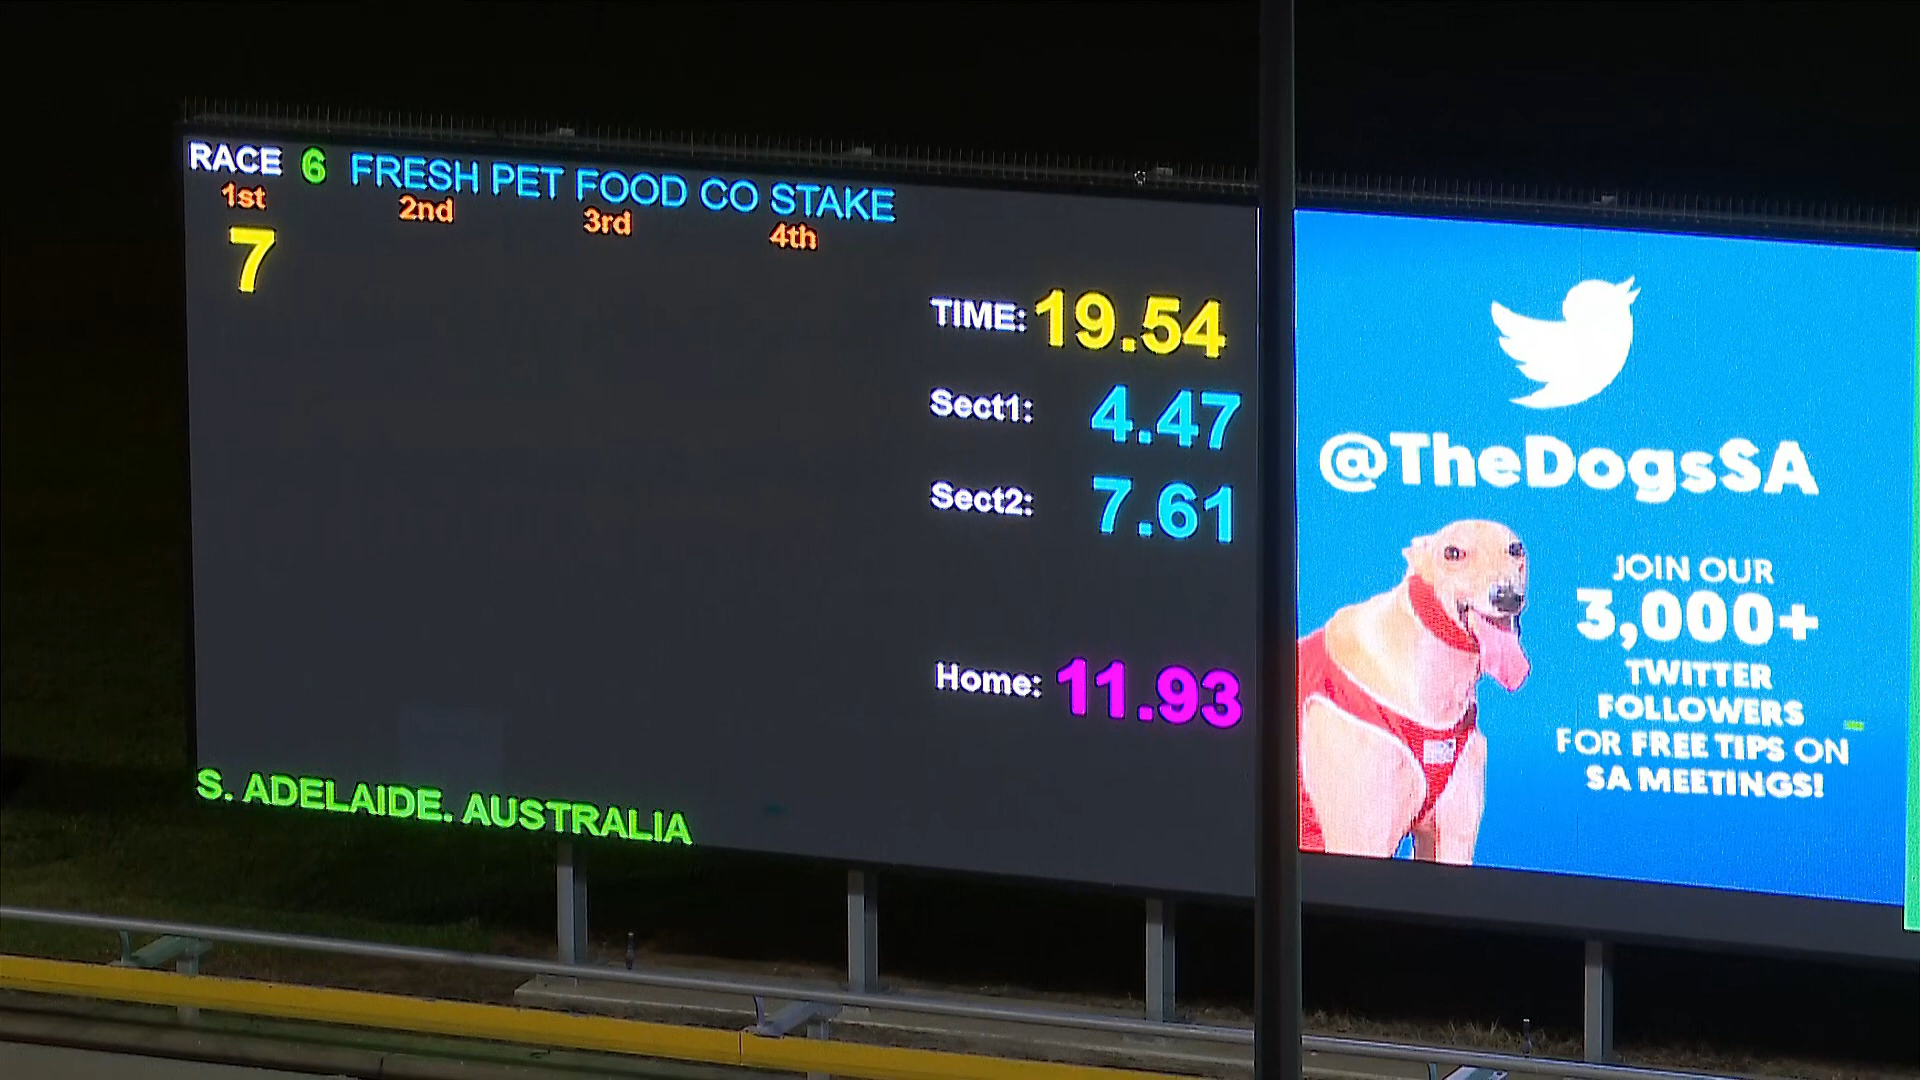 RACE 6 FRESH PET FOOD CO STAKE
1st 2nd 3rd 4th
7
TIME: 19.54
Sect1: 4.47
Sect2: 7.61
Home: 11.93
S. ADELAIDE. AUSTRALIA
@TheDogsSA
JOIN OUR
3,000+
TWITTER
FOLLOWERS
FOR FREE TIPS ON
SA MEETINGS!